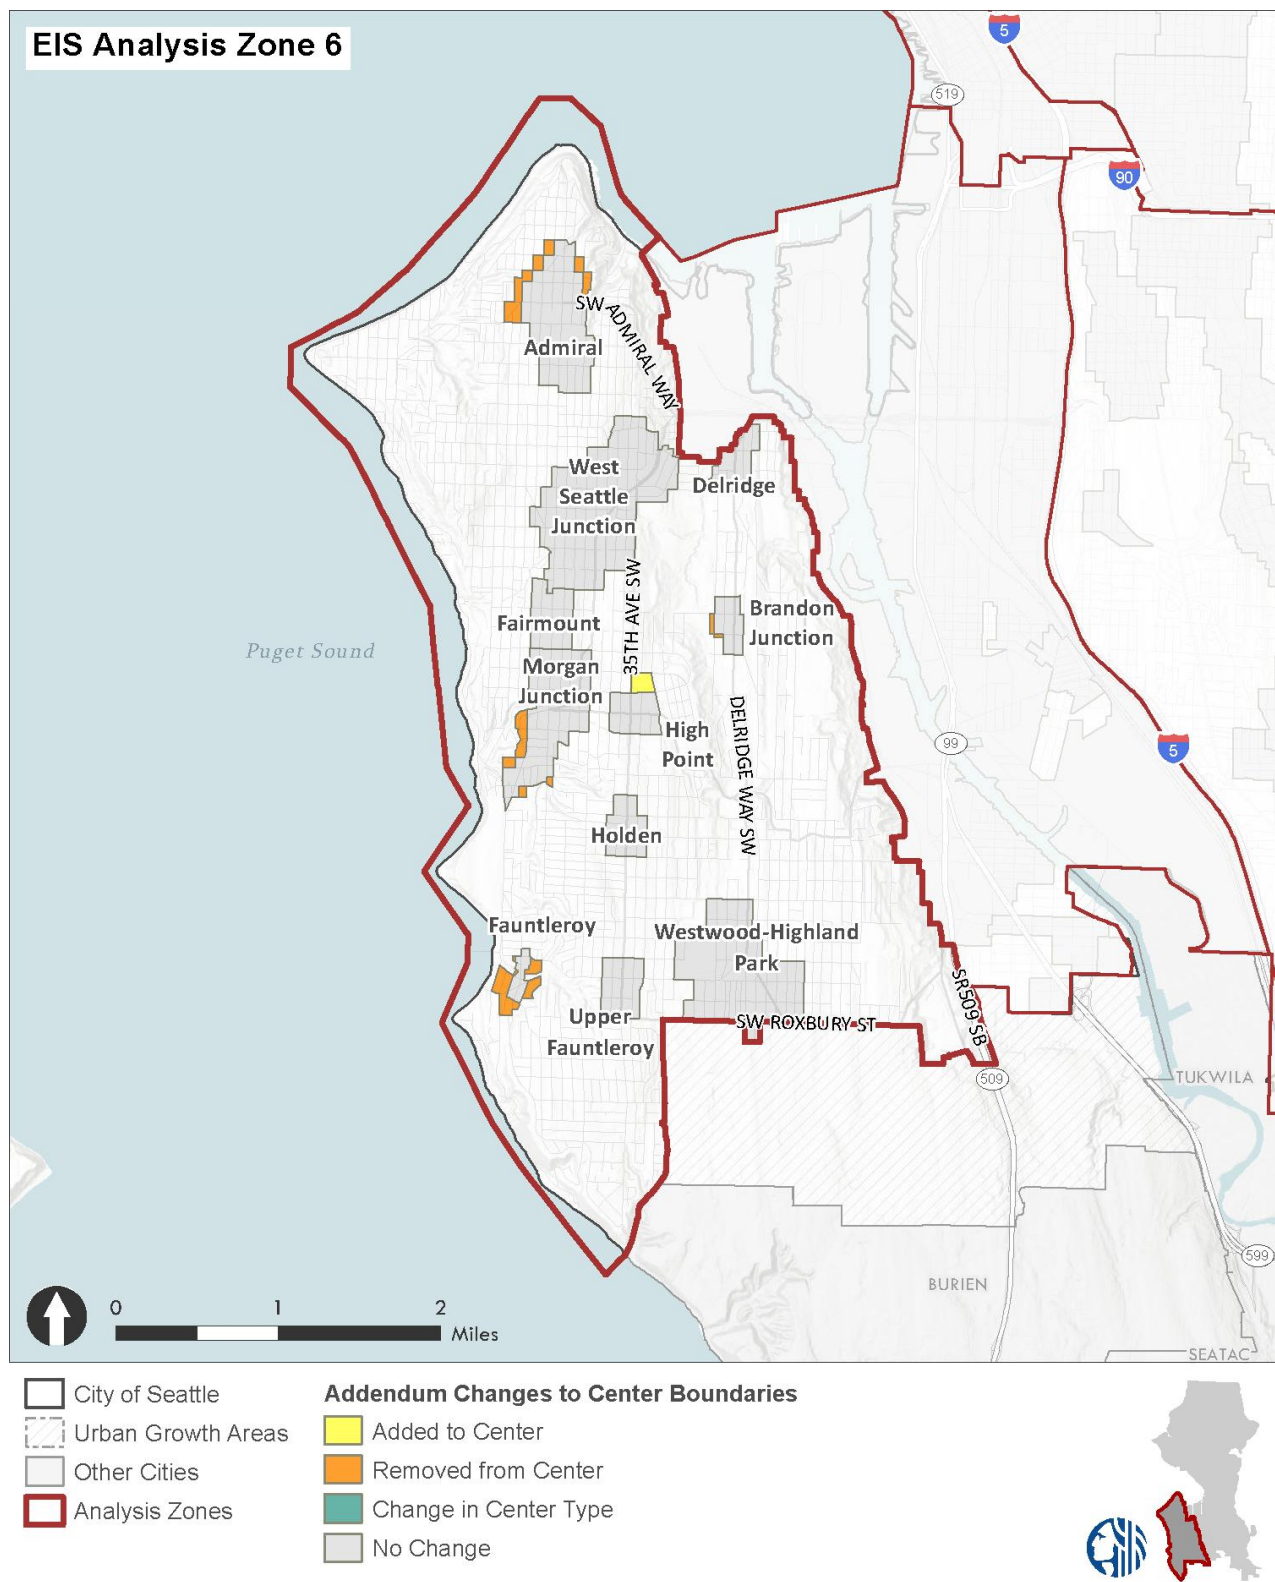 EIS Analysis Zone 6
5
519
90
SW ADMIRAL WAY
Admiral
West
Seattle
Junction
Delridge
35TH AVE SW
Fairmount
Brandon
Junction
Puget Sound
Morgan
Junction
DELRIDGE WAY SW
High
Point
99
5
Holden
Fauntleroy
Westwood-Highland
Park
SR509 SB
Upper
Fauntleroy
SW ROXBURY ST
509
TUKWILA
599
BURIEN
SEATAC
0 1 2
Miles
City of Seattle
Urban Growth Areas
Other Cities
Analysis Zones
Addendum Changes to Center Boundaries
Added to Center
Removed from Center
Change in Center Type
No Change